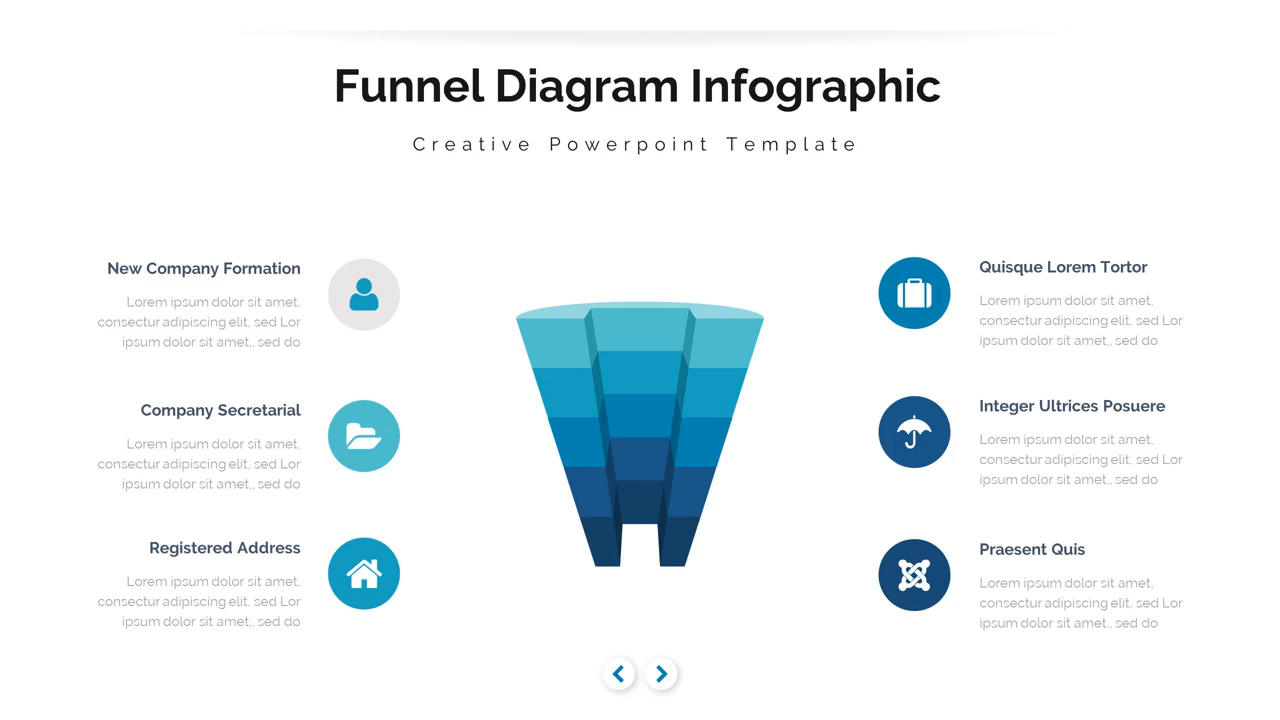 Funnel Diagram Infographic
Creative Powerpoint Template
New Company Formation
Lorem ipsum dolor sit amet,
consectur adipiscing elit, sed Lor
ipsum dolor sit amet,, sed do
Company Secretarial
Lorem ipsum dolor sit amet,
consectur adipiscing elit, sed Lor
ipsum dolor sit amet,, sed do
Registered Address
Lorem ipsum dolor sit amet,
consectur adipiscing elit, sed Lor
ipsum dolor sit amet,, sed do
Quisque Lorem Tortor
Lorem ipsum dolor sit amet,
consectur adipiscing elit, sed Lor
ipsum dolor sit amet,, sed do
Integer Ultrices Posuere
Lorem ipsum dolor sit amet,
consectur adipiscing elit, sed Lor
ipsum dolor sit amet,, sed do
Praesent Quis
Lorem ipsum dolor sit amet,
consectur adipiscing elit, sed Lor
ipsum dolor sit amet,, sed do